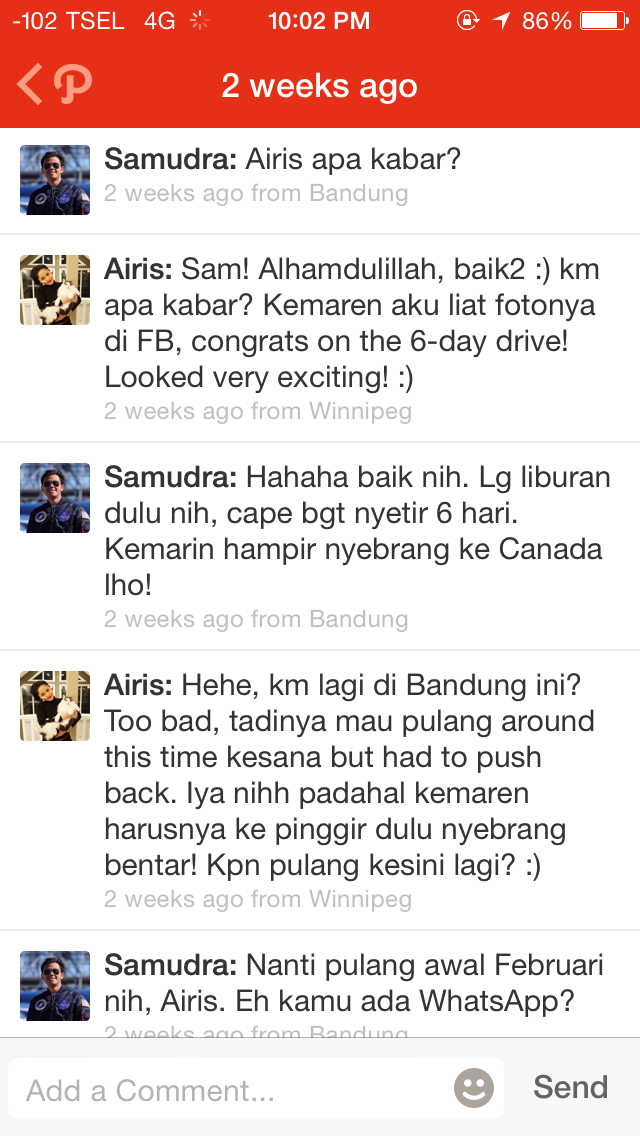 -102 TSEL 4G 10:02 PM 86%
2 weeks ago
Samudra: Airis apa kabar?
2 weeks ago from Bandung
Airis: Sam! Alhamdulillah, baik2 :) km
apa kabar? Kemaren aku liat fotonya
di FB, congrats on the 6-day drive!
Looked very exciting! :)
2 weeks ago from Winnipeg
Samudra: Hahaha baik nih. Lg liburan
dulu nih, cape bgt nyetir 6 hari.
Kemarin hampir nyebrang ke Canada
lho!
2 weeks ago from Bandung
Airis: Hehe, km lagi di Bandung ini?
Too bad, tadinya mau pulang around
this time kesana but had to push
back. Iya nihh padahal kemaren
harusnya ke pinggir dulu nyebrang
bentar! Kpn pulang kesini lagi? :)
2 weeks ago from Winnipeg
Samudra: Nanti pulang awal Februari
nih, Airis. Eh kamu ada WhatsApp?
2 weeks ago from Bandung
Add a Comment... Send